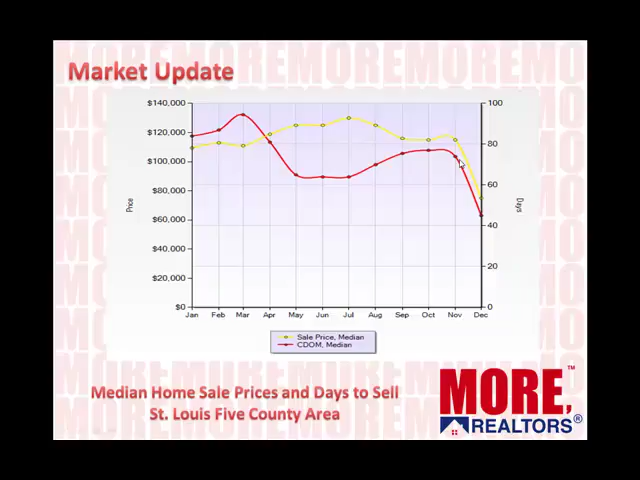 Market Update
$140,000
$120,000
$100,000
$80,000
$60,000
$40,000
$20,000
$0
Price
100
80
60
40
20
0
Days
Jan Feb Mar Apr May Jun Jul Aug Sep Oct Nov Dec
Sale Price, Median
CDOM, Median
Median Home Sale Prices and Days to Sell
St. Louis Five County Area
MORE, ™
REALTORS®